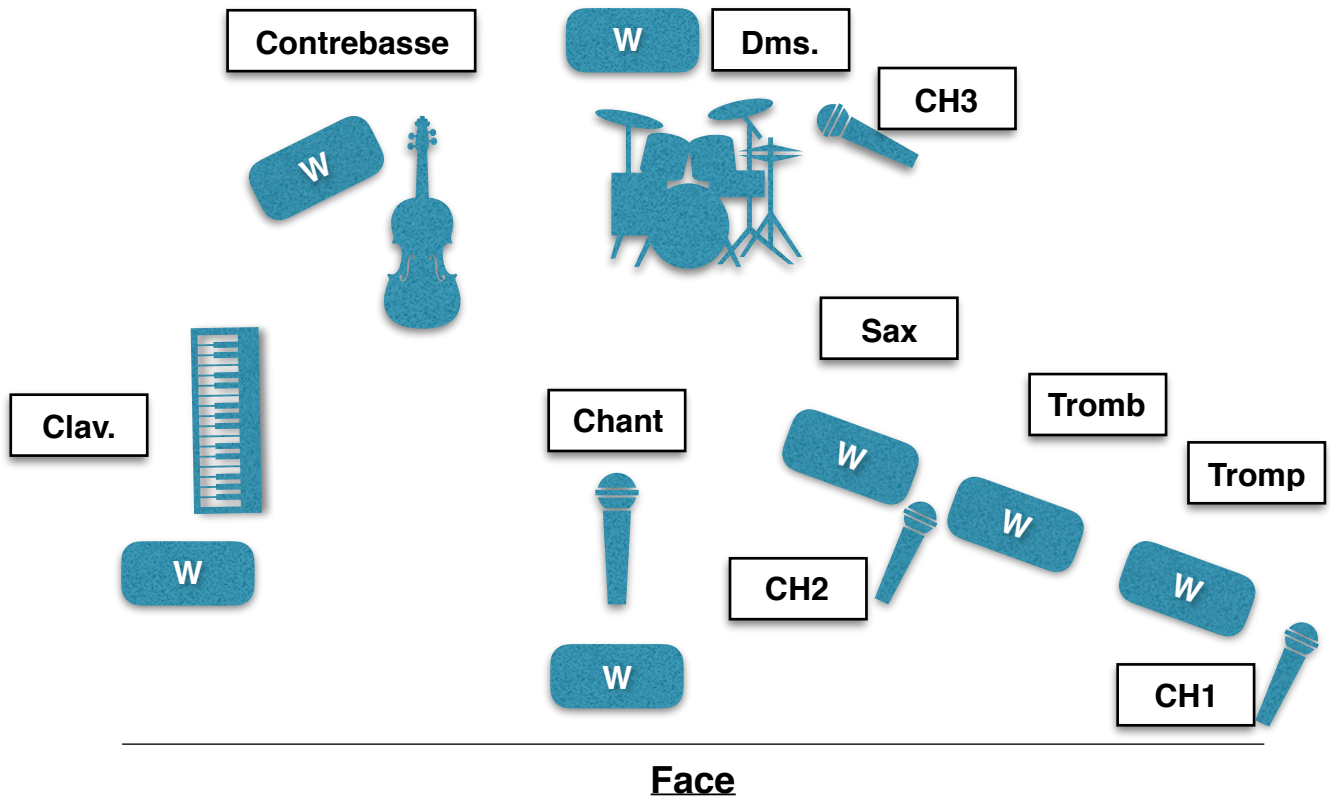 Contrebasse
W
Dms.
CH3
W
Sax
Clav.
Chant
Tromb
Tromp
W
W
W
W
CH2
W
CH1
Face